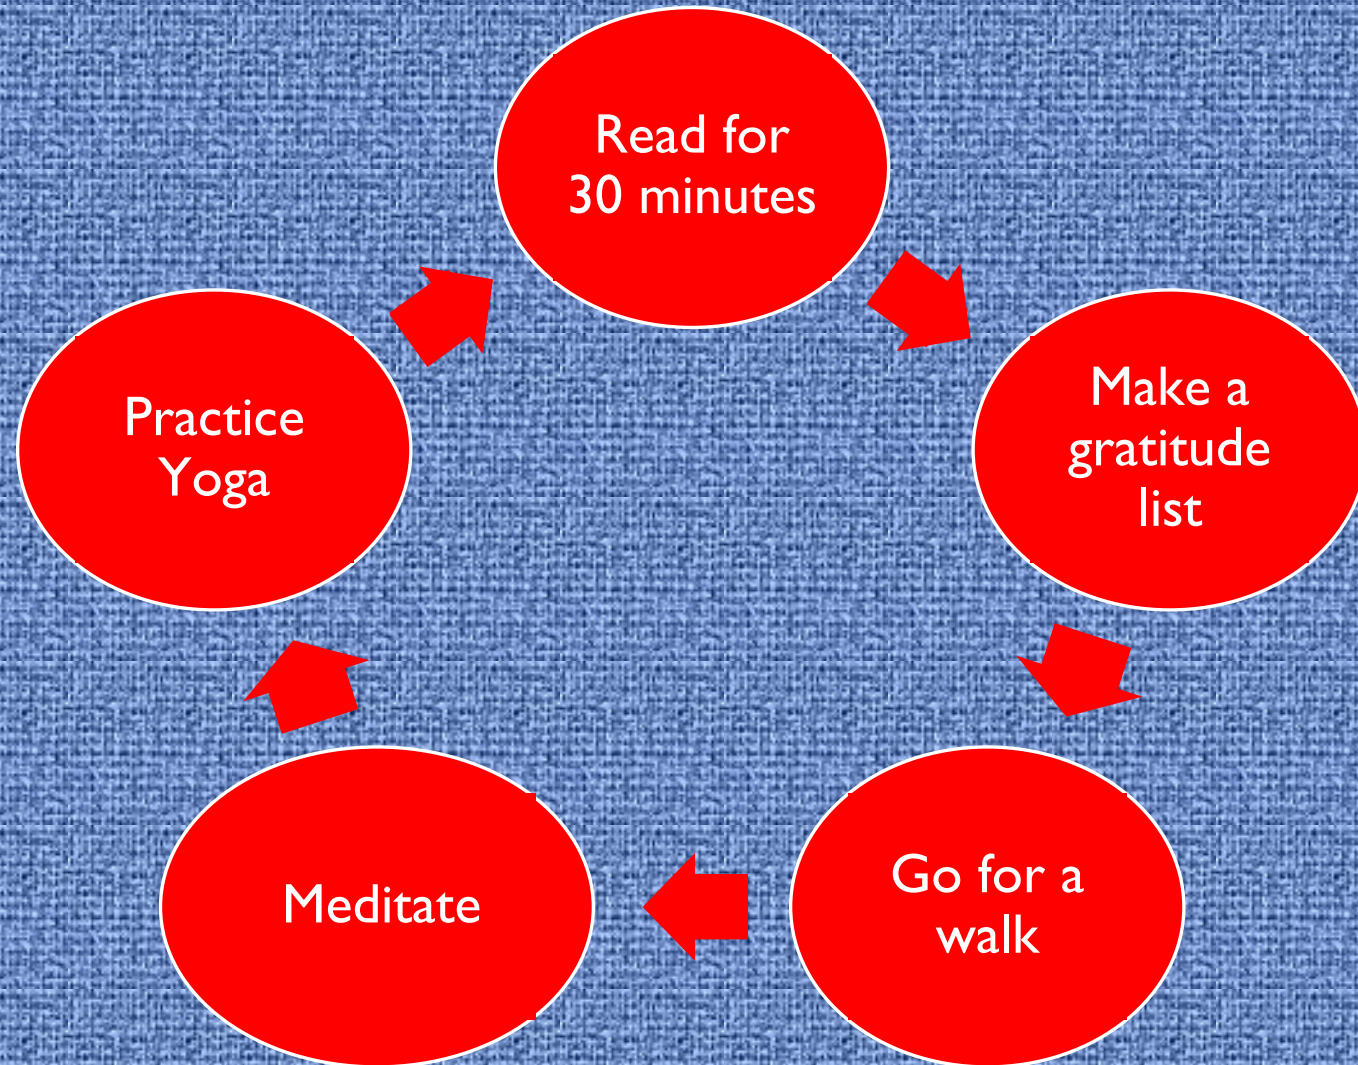 Read for
30 minutes
Make a
gratitude
list
Go for a
walk
Meditate
Practice
Yoga